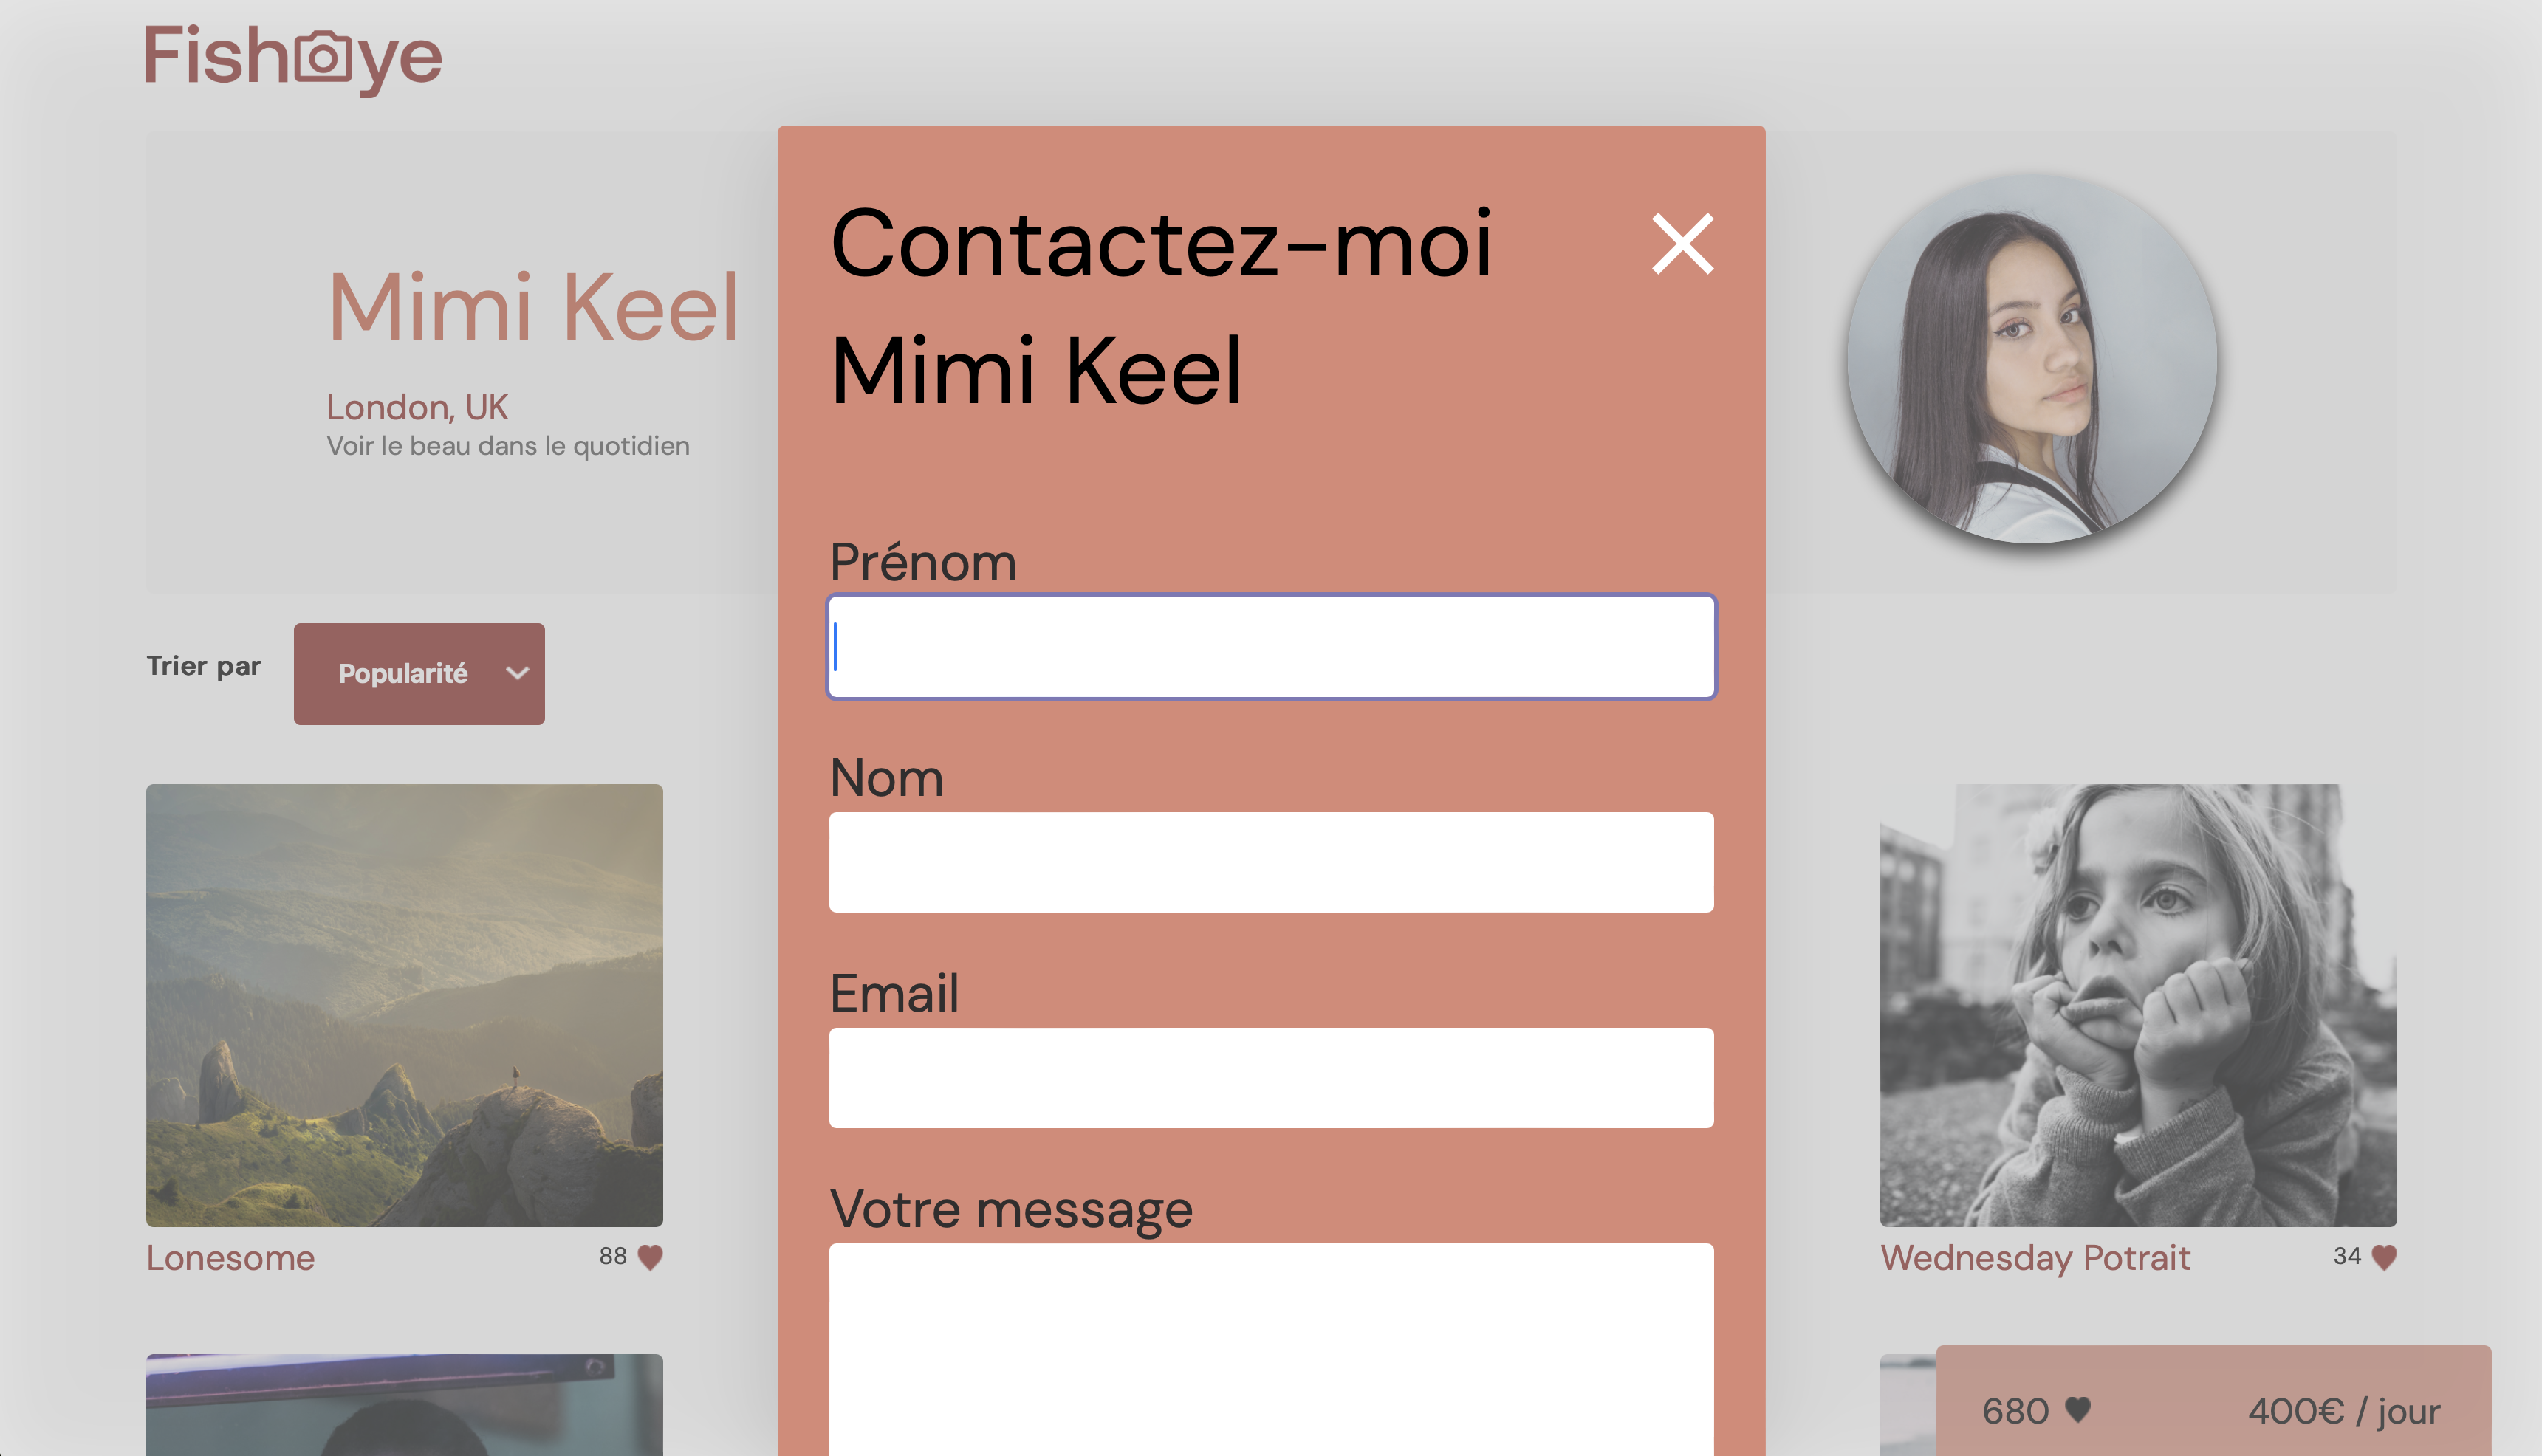 Fisheye
Contactez-moi
Mimi Keel
Mimi Keel
London, UK
Voir le beau dans le quotidien
Prénom
Trier par
Popularité
Nom
Email
Votre message
Lonesome
88
Wednesday Potrait
34
680
400€ / jour